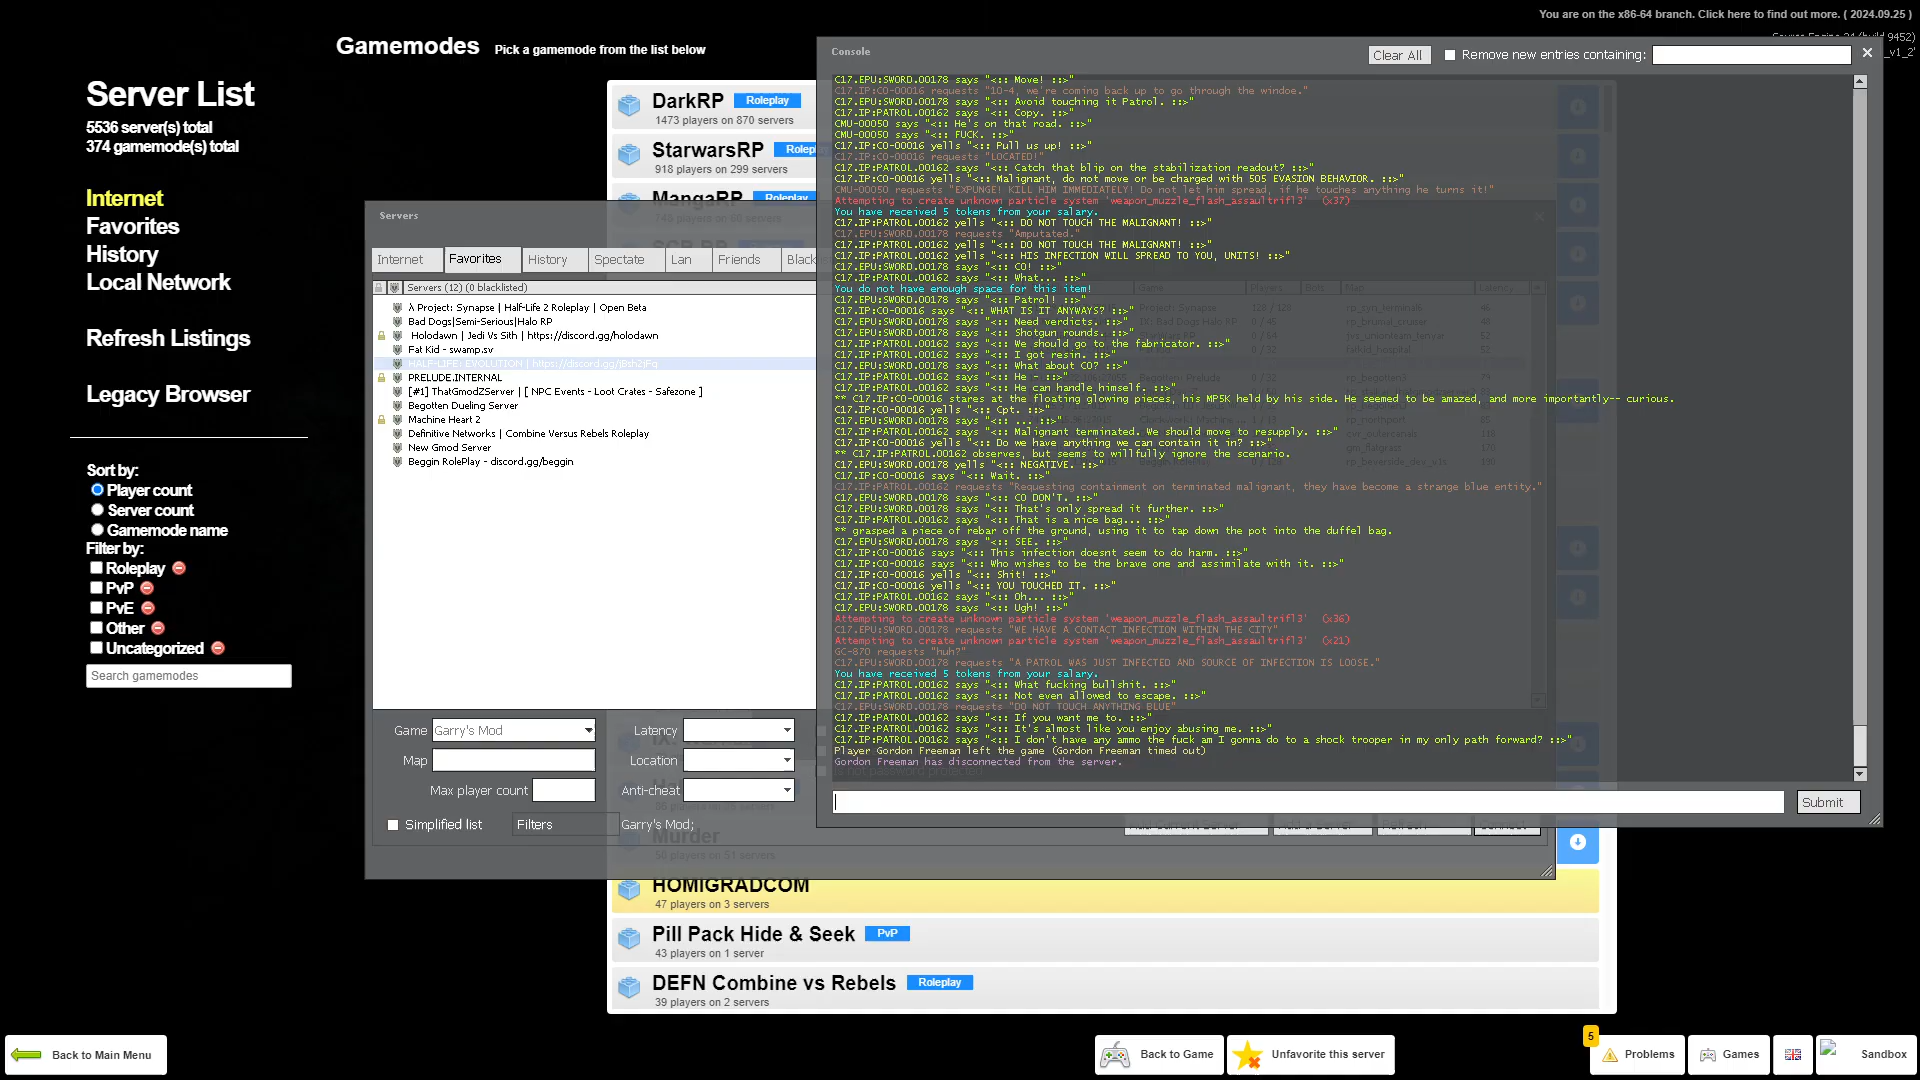 You are on the x86-64 branch. Click here to find out more. ( 2024.09.25 )
Gamemodes Pick a gamemode from the list below
Server List
5536 server(s) total
374 gamemode(s) total
Internet
Favorites
History
Local Network
Refresh Listings
Legacy Browser
Sort by:
Player count
Server count
Gamemode name
Filter by:
Roleplay
PvP
PvE
Other
Uncategorized
Search gamemodes
DarkRP Roleplay
1473 players on 870 servers
StarwarsRP
918 players on 299 servers
MangaRP Roleplay
Servers
Internet Favorites History Spectate Lan Friends
Servers (12) (0 blacklisted)
λ Project: Synapse | Half-Life 2 Roleplay | Open Beta
Bad Dogs|Semi-Serious|Halo RP
Holodawn | Jedi Vs Sith | https://discord.gg/holodawn
Fat Kid - swamp.sv
PRELUDE.INTERNAL
[#1] ThatGmodZServer | [ NPC Events - Loot Crates - Safezone ]
Begotten Dueling Server
Machine Heart 2
Definitive Networks | Combine Versus Rebels Roleplay
New Gmod Server
Beggin RolePlay - discord.gg/beggin
Game Garry's Mod
Latency
Map
Location
Max player count
Anti-cheat
Simplified list
Filters
Garry's Mod;
Console
Clear All
Remove new entries containing:
C17.EPU:SWORD.00178 says "<:: Move! ::>"
C17.IP:CO-00016 requests "10-4, we're coming back up to go through the windoe."
C17.EPU:SWORD.00178 says "<:: Avoid touching it Patrol. ::>"
C17.IP:PATROL.00162 says "<:: Copy. ::>"
CMU-00050 says "<:: He's on that road. ::>"
CMU-00050 says "<:: FUCK. ::>"
C17.IP:CO-00016 yells "<:: Pull us up! ::>"
C17.IP:CO-00016 requests "LOCATED!"
C17.IP:PATROL.00162 says "<:: Catch that blip on the stabilization readout? ::>"
C17.IP:CO-00016 yells "<:: Malignant, do not move or be charged with 505 EVASION BEHAVIOR. ::>"
CMU-00050 requests "EXPUNGE! KILL HIM IMMEDIATELY! Do not let him spread, if he touches anything he turns it!"
Attempting to create unknown particle system 'weapon_muzzle_flash_assaultrifl3' (x37)
You have received 5 tokens from your salary.
C17.IP:PATROL.00162 yells "<:: DO NOT TOUCH THE MALIGNANT! ::>"
C17.EPU:SWORD.00178 requests "Amputated."
C17.IP:PATROL.00162 yells "<:: DO NOT TOUCH THE MALIGNANT! ::>"
C17.IP:PATROL.00162 yells "<:: HIS INFECTION WILL SPREAD TO YOU, UNITS! ::>"
C17.EPU:SWORD.00178 says "<:: CO! ::>"
C17.IP:PATROL.00162 says "<:: What... ::>"
You do not have enough space for this item!
C17.EPU:SWORD.00178 says "<:: Patrol! ::>"
C17.IP:CO-00016 says "<:: WHAT IS IT ANYWAYS? ::>"
C17.EPU:SWORD.00178 says "<:: Need verdicts. ::>"
C17.EPU:SWORD.00178 says "<:: Shotgun rounds. ::>"
C17.IP:PATROL.00162 says "<:: We should go to the fabricator. ::>"
C17.IP:PATROL.00162 says "<:: I got resin. ::>"
C17.EPU:SWORD.00178 says "<:: What about CO? ::>"
C17.IP:PATROL.00162 says "<:: He - ::>"
C17.IP:PATROL.00162 says "<:: He can handle himself. ::>"
** C17.IP:CO-00016 stares at the floating glowing pieces, his MP5K held by his side. He seemed to be amazed, and more importantly-- curious.
C17.IP:CO-00016 yells "<:: Cpt. ::>"
C17.EPU:SWORD.00178 says "<:: ... ::>"
C17.IP:PATROL.00162 says "<:: Malignant terminated. We should move to resupply. ::>"
C17.IP:CO-00016 yells "<:: Do we have anything we can contain it in? ::>"
** C17.IP:PATROL.00162 observes, but seems to willfully ignore the scenario.
C17.EPU:SWORD.00178 yells "<:: NEGATIVE. ::>"
C17.IP:CO-00016 says "<:: Wait. ::>"
C17.IP:PATROL.00162 requests "Requesting containment on terminated malignant, they have become a strange blue entity."
C17.EPU:SWORD.00178 says "<:: CO DON'T. ::>"
C17.EPU:SWORD.00178 says "<:: That's only spread it further. ::>"
C17.IP:PATROL.00162 says "<:: That is a nice bag... ::>"
** grasped a piece of rebar off the ground, using it to tap down the pot into the duffel bag.
C17.EPU:SWORD.00178 says "<:: SEE. ::>"
C17.IP:CO-00016 says "<:: This infection doesnt seem to do harm. ::>"
C17.IP:CO-00016 says "<:: Who wishes to be the brave one and assimilate with it. ::>"
C17.IP:CO-00016 yells "<:: Shit! ::>"
C17.IP:CO-00016 yells "<:: YOU TOUCHED IT. ::>"
C17.IP:PATROL.00162 says "<:: Oh... ::>"
C17.EPU:SWORD.00178 says "<:: Ugh! ::>"
Attempting to create unknown particle system 'weapon_muzzle_flash_assaultrifl3' (x36)
C17.EPU:SWORD.00178 requests "WE HAVE A CONTACT INFECTION WITHIN THE CITY"
Attempting to create unknown particle system 'weapon_muzzle_flash_assaultrifl3' (x21)
GC-870 requests "huh?"
C17.EPU:SWORD.00178 requests "A PATROL WAS JUST INFECTED AND SOURCE OF INFECTION IS LOOSE."
You have received 5 tokens from your salary.
C17.IP:PATROL.00162 says "<:: What fucking bullshit. ::>"
C17.IP:PATROL.00162 says "<:: Not even allowed to escape. ::>"
C17.EPU:SWORD.00178 requests "DO NOT TOUCH ANYTHING BLUE"
C17.IP:PATROL.00162 says "<:: If you want me to. ::>"
C17.IP:PATROL.00162 says "<:: It's almost like you enjoy abusing me. ::>"
C17.IP:PATROL.00162 says "<:: I don't have any ammo the fuck am I gonna do to a shock trooper in my only path forward? ::>"
Player Gordon Freeman left the game (Gordon Freeman timed out)
Gordon Freeman has disconnected from the server.
Submit
Murder
HOMIGRADCOM
47 players on 3 servers
Pill Pack Hide & Seek PvP
43 players on 1 server
DEFN Combine vs Rebels Roleplay
39 players on 2 servers
Back to Main Menu
Back to Game
Unfavorite this server
5
Problems
Games
Sandbox